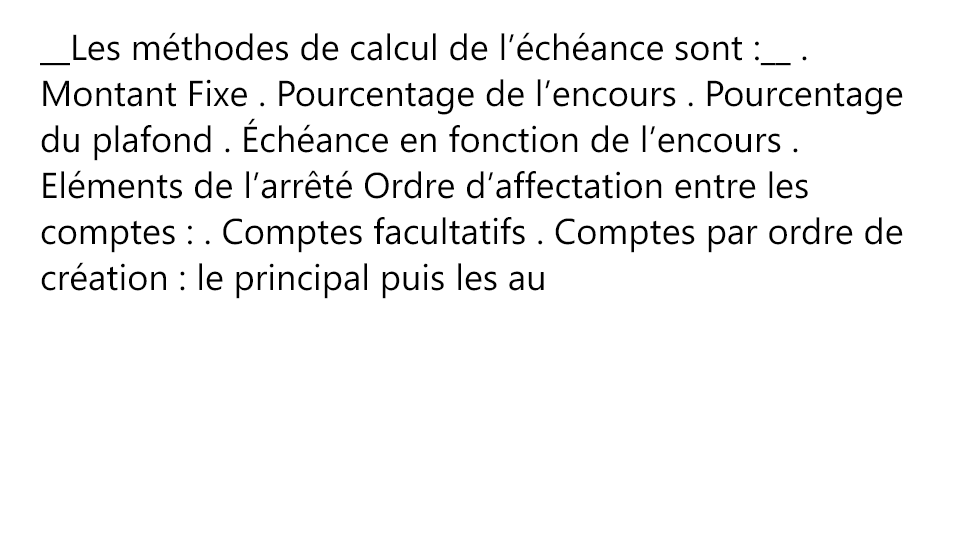 __Les méthodes de calcul de l’échéance sont :__ .
Montant Fixe . Pourcentage de l’encours . Pourcentage
du plafond . Échéance en fonction de l’encours .
Eléments de l’arrêté Ordre d’affectation entre les
comptes : . Comptes facultatifs . Comptes par ordre de
création : le principal puis les au